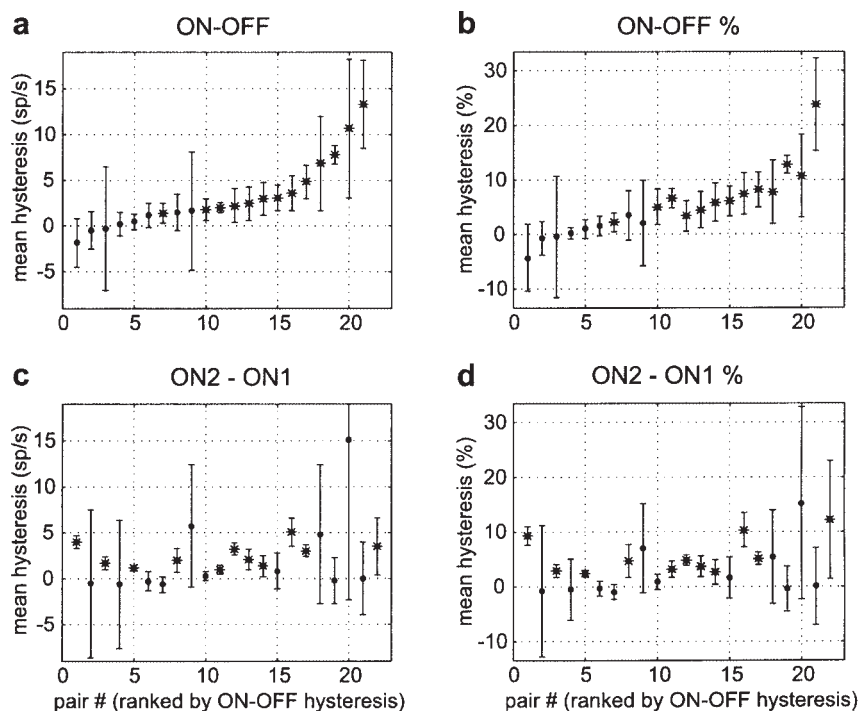 a ON-OFF
mean hysteresis (sp/s)
15
10
5
0
-5
0 5 10 15 20
b ON-OFF %
mean hysteresis (%)
30
20
10
0
-10
0 5 10 15 20
c ON2 - ON1
mean hysteresis (sp/s)
15
10
5
0
-5
0 5 10 15 20
pair # (ranked by ON-OFF hysteresis)
d ON2 - ON1 %
mean hysteresis (%)
30
20
10
0
-10
0 5 10 15 20
pair # (ranked by ON-OFF hysteresis)